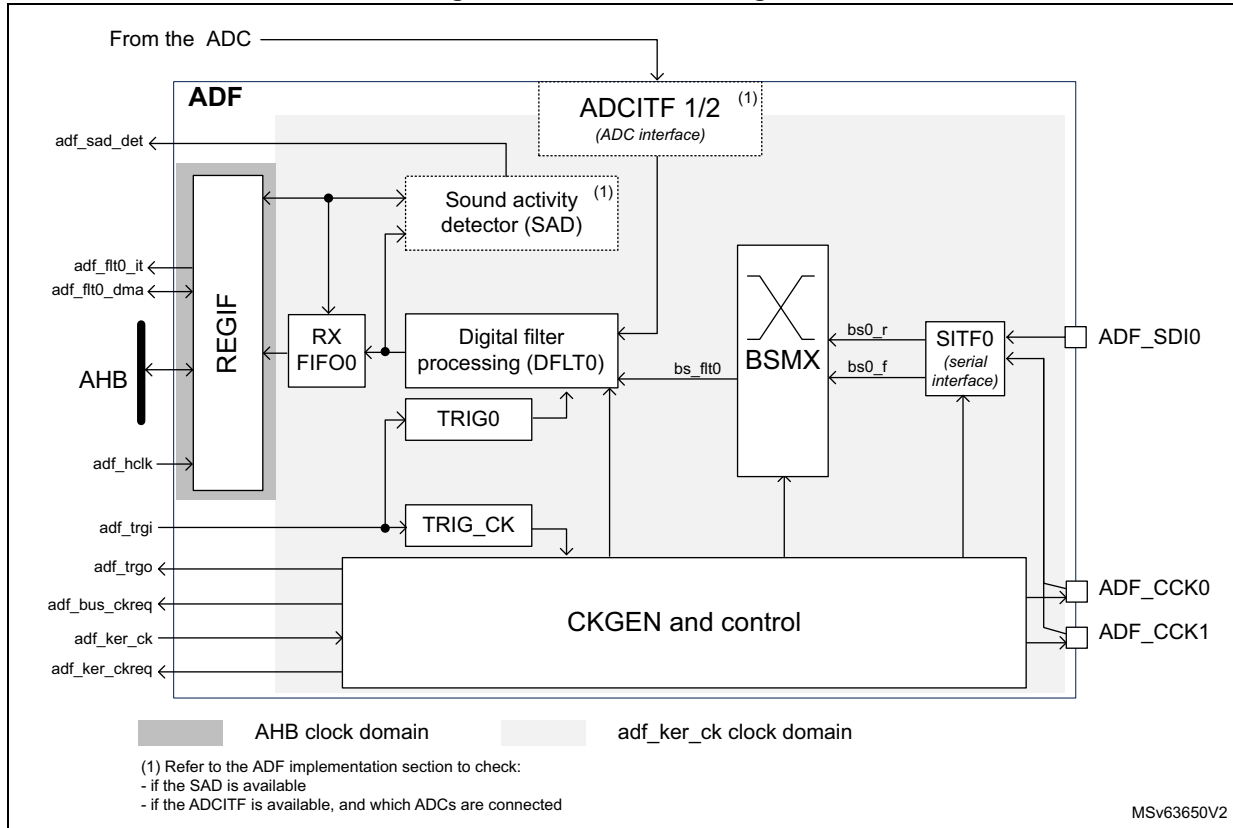 From the ADC
ADF
ADCITF 1/2 (1)
(ADC interface)
adf_sad_det
Sound activity (1)
detector (SAD)
adf_flt0_it
adf_flt0_dma
REGIF
RX
FIFO0
Digital filter
processing (DFLT0)
bs_flt0
BSMX
bs0_r
bs0_f
SITF0
(serial
interface)
ADF_SDI0
AHB
TRIG0
adf_hclk
adf_trgi
TRIG_CK
adf_trgo
adf_bus_ckreq
adf_ker_ck
adf_ker_ckreq
CKGEN and control
ADF_CCK0
ADF_CCK1
AHB clock domain
adf_ker_ck clock domain
(1) Refer to the ADF implementation section to check:
- if the SAD is available
- if the ADCITF is available, and which ADCs are connected
MSv63650V2